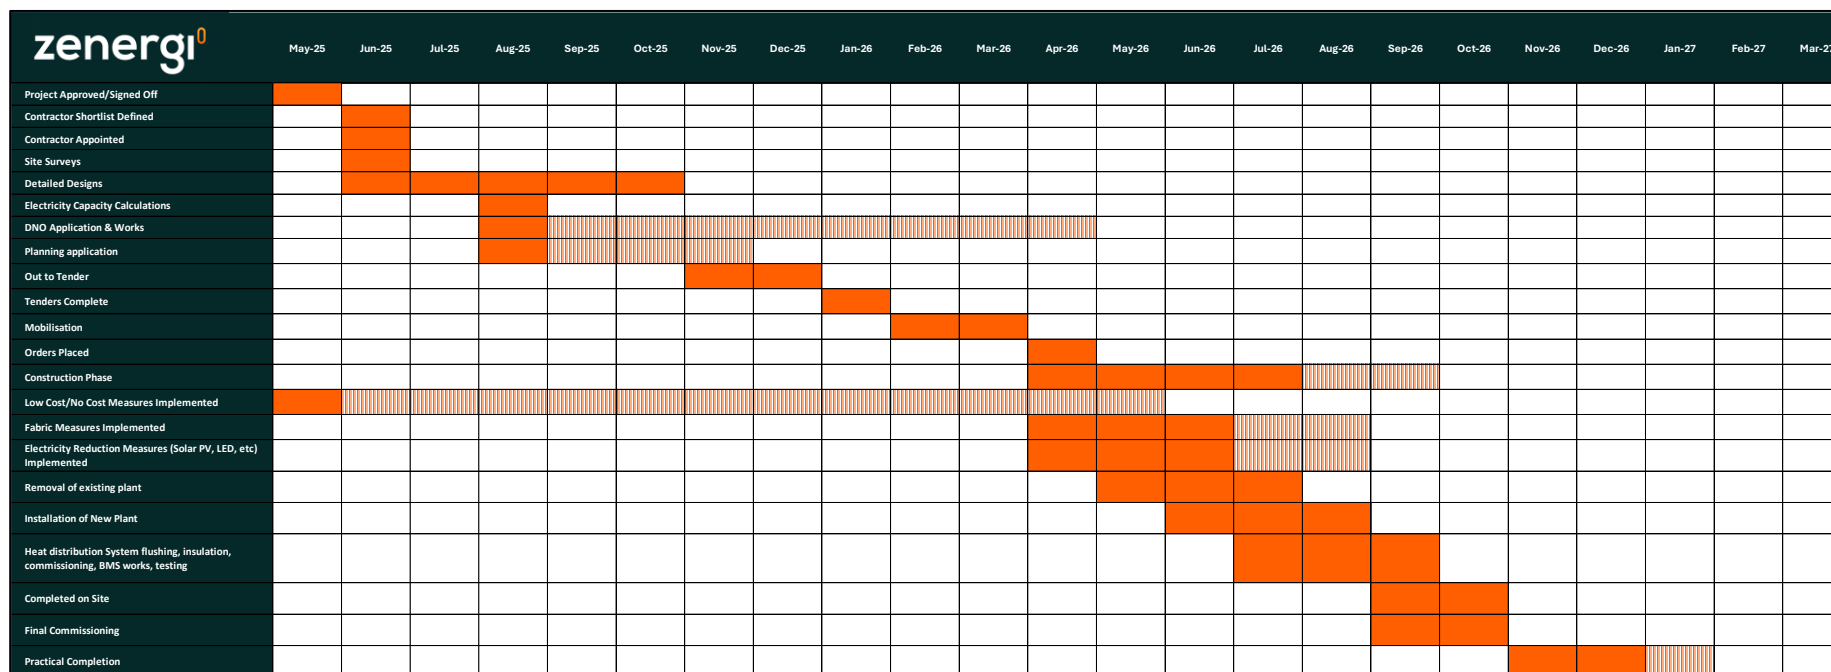 zenergi0 May-25 Jun-25 Jul-25 Aug-25 Sep-25 Oct-25 Nov-25 Dec-25 Jan-26 Feb-26 Mar-26 Apr-26 May-26 Jun-26 Jul-26 Aug-26 Sep-26 Oct-26 Nov-26 Dec-26 Jan-27 Feb-27 Mar-27
Project Approved/Signed Off
Contractor Shortlist Defined
Contractor Appointed
Site Surveys
Detailed Designs
Electricity Capacity Calculations
DNO Application & Works
Planning application
Out to Tender
Tenders Complete
Mobilisation
Orders Placed
Construction Phase
Low Cost/No Cost Measures Implemented
Fabric Measures Implemented
Electricity Reduction Measures (Solar PV, LED, etc)
Implemented
Removal of existing plant
Installation of New Plant
Heat distribution System flushing, insulation,
commissioning, BMS works, testing
Completed on Site
Final Commissioning
Practical Completion